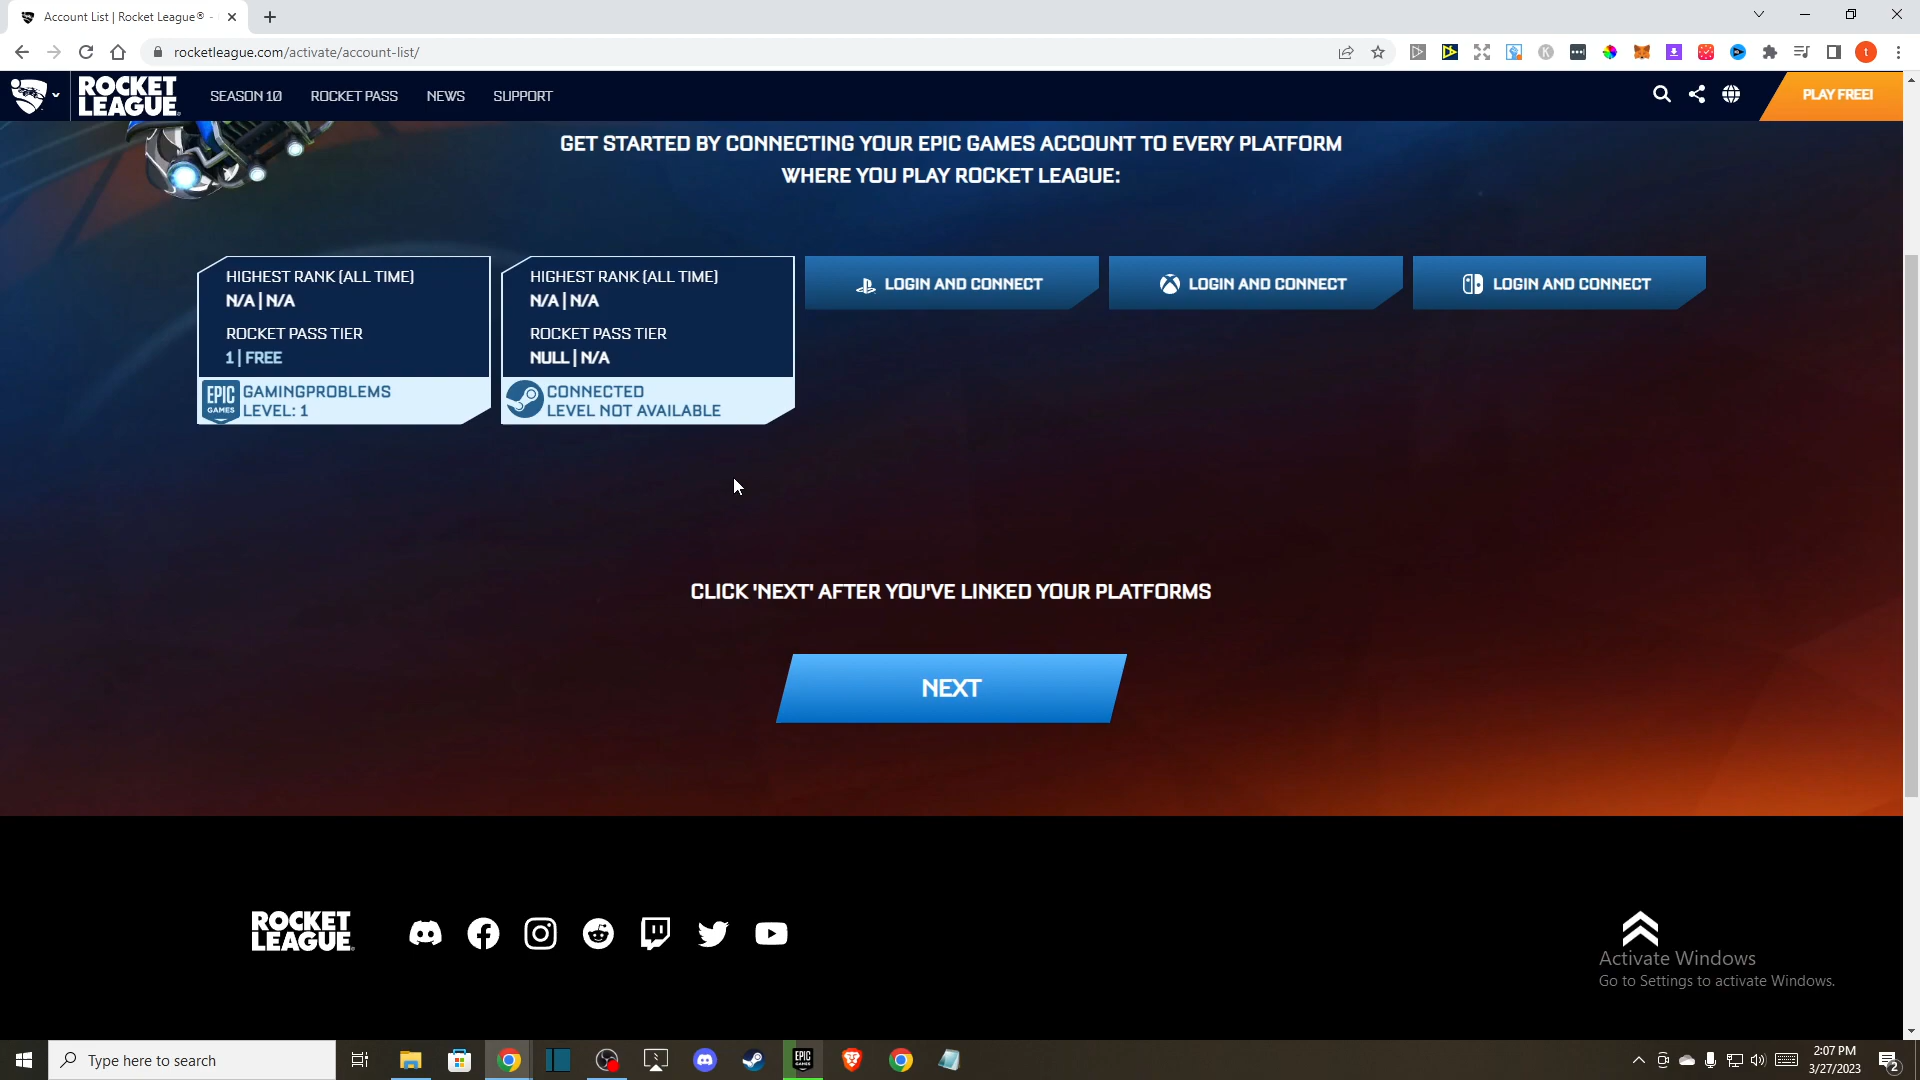 Account List | Rocket League® -
rocketleague.com/activate/account-list/
ROCKET
LEAGUE
SEASON 10
ROCKET PASS
NEWS
SUPPORT
PLAY FREE!
GET STARTED BY CONNECTING YOUR EPIC GAMES ACCOUNT TO EVERY PLATFORM
WHERE YOU PLAY ROCKET LEAGUE:
HIGHEST RANK (ALL TIME)
N/A | N/A
ROCKET PASS TIER
1 | FREE
EPIC
GAMES
GAMINGPROBLEMS
LEVEL: 1
HIGHEST RANK (ALL TIME)
N/A | N/A
ROCKET PASS TIER
NULL | N/A
CONNECTED
LEVEL NOT AVAILABLE
LOGIN AND CONNECT
LOGIN AND CONNECT
LOGIN AND CONNECT
CLICK 'NEXT' AFTER YOU'VE LINKED YOUR PLATFORMS
NEXT
ROCKET
LEAGUE
Activate Windows
Go to Settings to activate Windows.
Type here to search
EPIC
GAMES
2:07 PM
3/27/2023
2